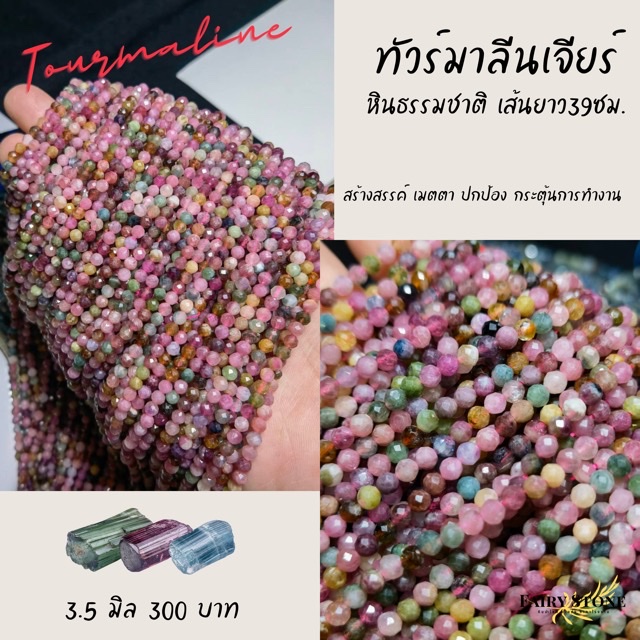 Tourmaline
ทัวร์มาลีนเจียร์
หินธรรมชาติ เส้นยาว39ซม.
สร้างสรรค์ เมตตา ปกป้อง กระตุ้นการทำงาน
3.5 มิล 300 บาท
FAIRY STONE